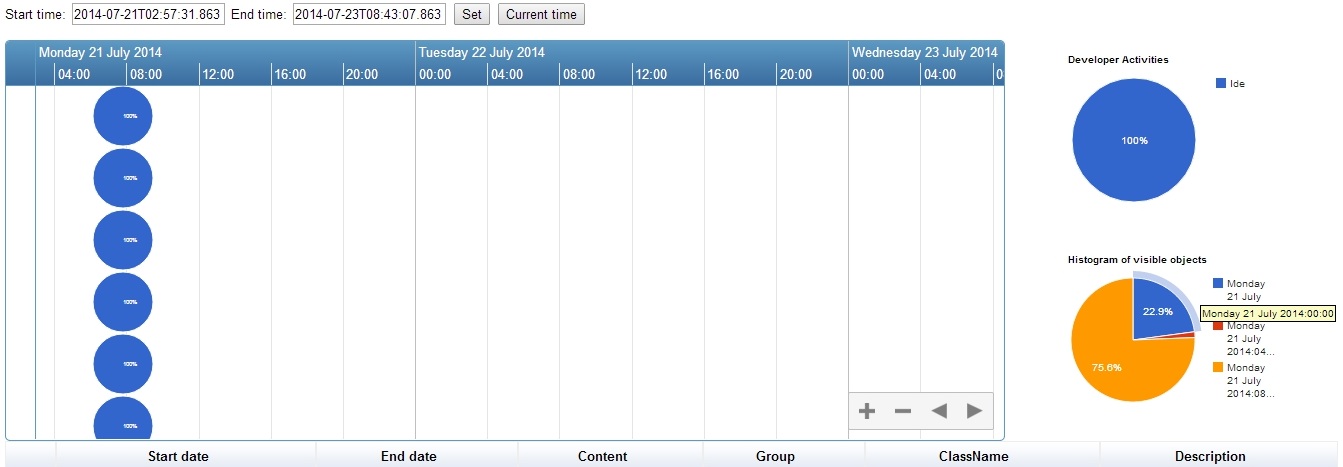 Start time: 2014-07-21T02:57:31.863 End time: 2014-07-23T08:43:07.863 Set Current time
Monday 21 July 2014 Tuesday 22 July 2014 Wednesday 23 July 2014
04:00 08:00 12:00 16:00 20:00 00:00 04:00 08:00 12:00 16:00 20:00 00:00 04:00 0
100%
100%
100%
100%
100%
100%
Developer Activities
Ide
100%
Histogram of visible objects
Monday
21 July
Monday 21 July 2014:00:00
Monday
21 July
2014:04...
Monday
21 July
2014:08...
22.9%
75.6%
Start date End date Content Group ClassName Description